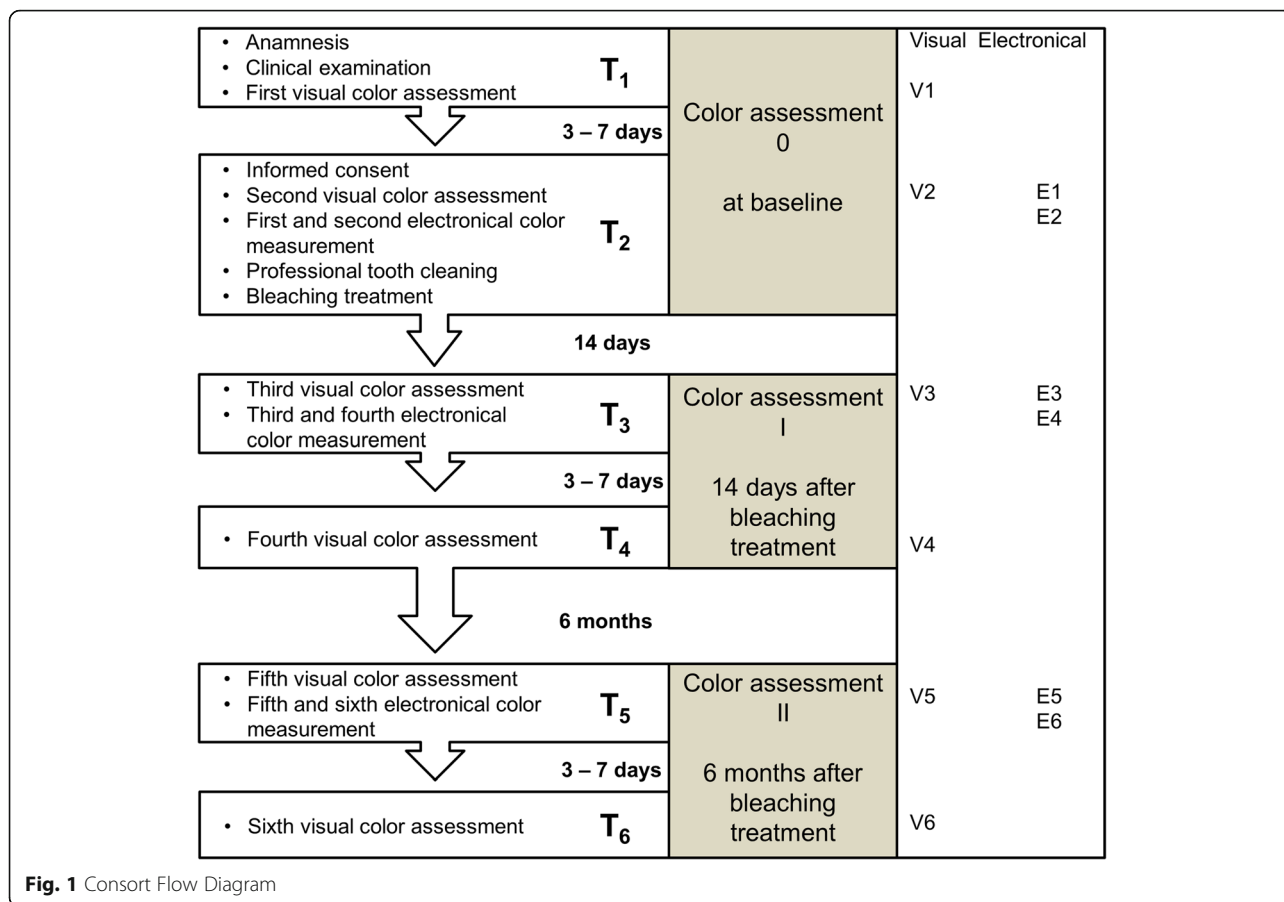 • Anamnesis
• Clinical examination
• First visual color assessment
T1
3 – 7 days
• Informed consent
• Second visual color assessment
• First and second electronical color
measurement
• Professional tooth cleaning
• Bleaching treatment
T2
Color assessment
0
at baseline
Visual Electronical
V1
V2 E1
E2
14 days
• Third visual color assessment
• Third and fourth electronical
color measurement
T3
3 – 7 days
• Fourth visual color assessment
T4
Color assessment
I
14 days after
bleaching
treatment
V3 E3
E4
V4
6 months
• Fifth visual color assessment
• Fifth and sixth electronical color
measurement
T5
3 – 7 days
• Sixth visual color assessment
T6
Color assessment
II
6 months after
bleaching
treatment
V5 E5
E6
V6
Fig. 1 Consort Flow Diagram